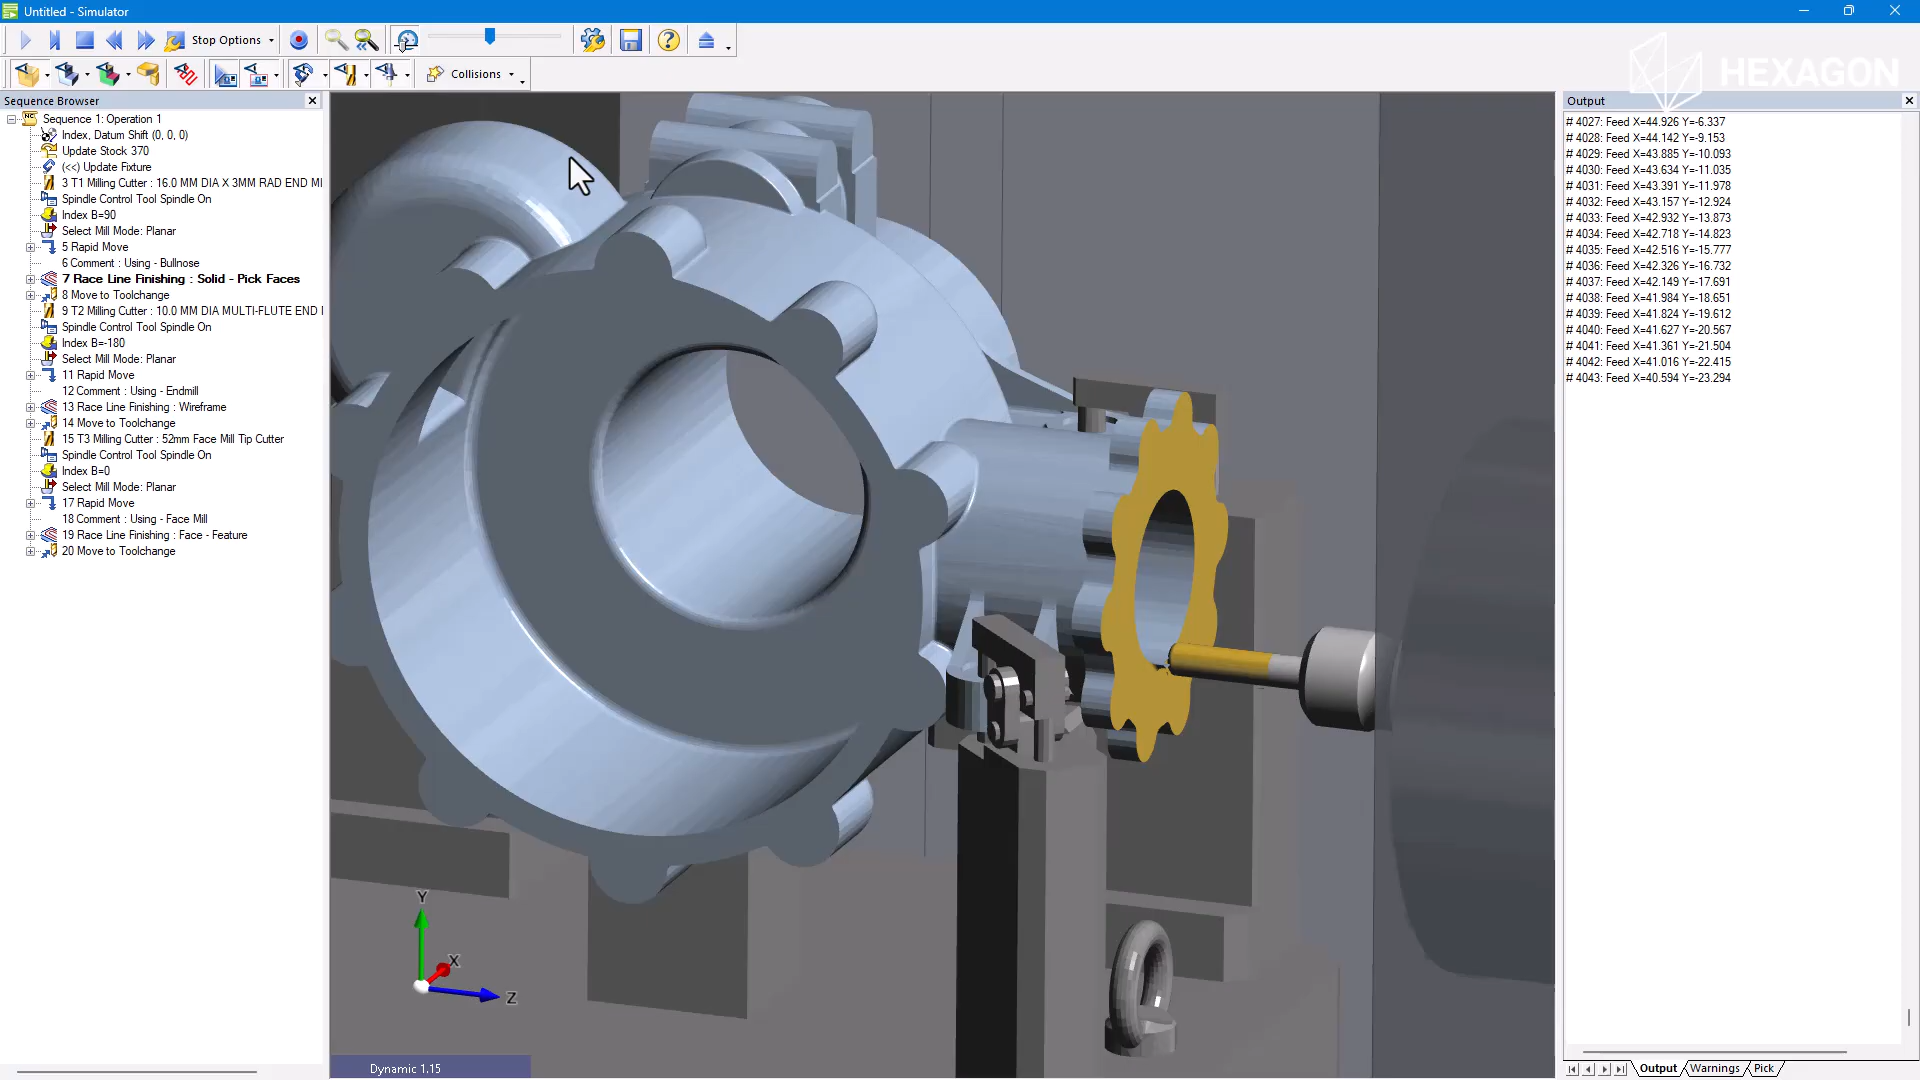 Untitled - Simulator
Stop Options
Collisions
HEXAGON
Sequence Browser
Sequence 1: Operation 1
Index, Datum Shift (0, 0, 0)
Update Stock 370
(<<) Update Fixture
3 T1 Milling Cutter : 16.0 MM DIA X 3MM RAD END MI
Spindle Control Tool Spindle On
Index B=90
Select Mill Mode: Planar
5 Rapid Move
6 Comment : Using - Bullnose
7 Race Line Finishing : Solid - Pick Faces
8 Move to Toolchange
9 T2 Milling Cutter : 10.0 MM DIA MULTI-FLUTE END
Spindle Control Tool Spindle On
Index B=-180
Select Mill Mode: Planar
11 Rapid Move
12 Comment : Using - Endmill
13 Race Line Finishing : Wireframe
14 Move to Toolchange
15 T3 Milling Cutter : 52mm Face Mill Tip Cutter
Spindle Control Tool Spindle On
Index B=0
Select Mill Mode: Planar
17 Rapid Move
18 Comment : Using - Face Mill
19 Race Line Finishing : Face - Feature
20 Move to Toolchange
Y
X
Z
Dynamic 1.15
Output
# 4027: Feed X=44.926 Y=-6.337
# 4028: Feed X=44.142 Y=-9.153
# 4029: Feed X=43.885 Y=-10.093
# 4030: Feed X=43.634 Y=-11.035
# 4031: Feed X=43.391 Y=-11.978
# 4032: Feed X=43.157 Y=-12.924
# 4033: Feed X=42.932 Y=-13.873
# 4034: Feed X=42.718 Y=-14.823
# 4035: Feed X=42.516 Y=-15.777
# 4036: Feed X=42.326 Y=-16.732
# 4037: Feed X=42.149 Y=-17.691
# 4038: Feed X=41.984 Y=-18.651
# 4039: Feed X=41.824 Y=-19.612
# 4040: Feed X=41.627 Y=-20.567
# 4041: Feed X=41.361 Y=-21.504
# 4042: Feed X=41.016 Y=-22.415
# 4043: Feed X=40.594 Y=-23.294
Output Warnings Pick